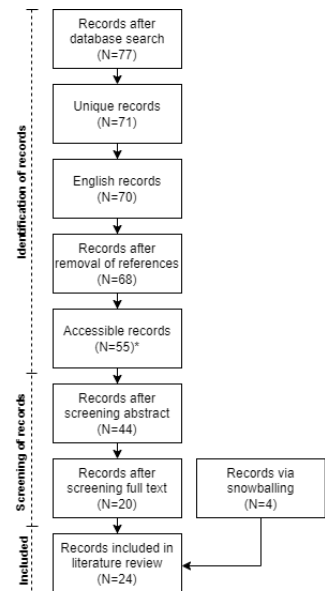 Identification of records
Records after
database search
(N=77)
Unique records
(N=71)
English records
(N=70)
Records after
removal of references
(N=68)
Accessible records
(N=55)*
Screening of records
Records after
screening abstract
(N=44)
Records after
screening full text
(N=20)
Records via
snowballing
(N=4)
Included
Records included in
literature review
(N=24)